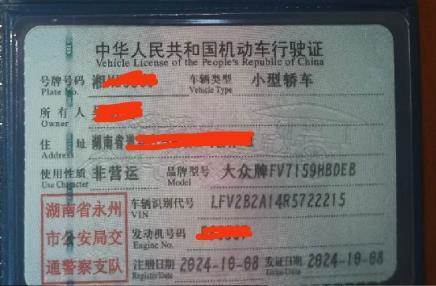 中华人民共和国机动车行驶证
Vehicle License of the People's Republic of China
号牌号码 湘 车辆类型 小型轿车
Plate No. Vehicle Type
所有人
Owner
住址 湖南省
Address
使用性质 非营运 品牌型号 大众牌FV7159HBDEB
Use Character Model
车辆识别代号 LFV2B2A14R5722215
VIN
发动机号码
Engine No.
注册日期 2024-10-08 发证日期 2024-10-08
Register Date Issue Date
湖南省永州
市公安局交
通警察支队